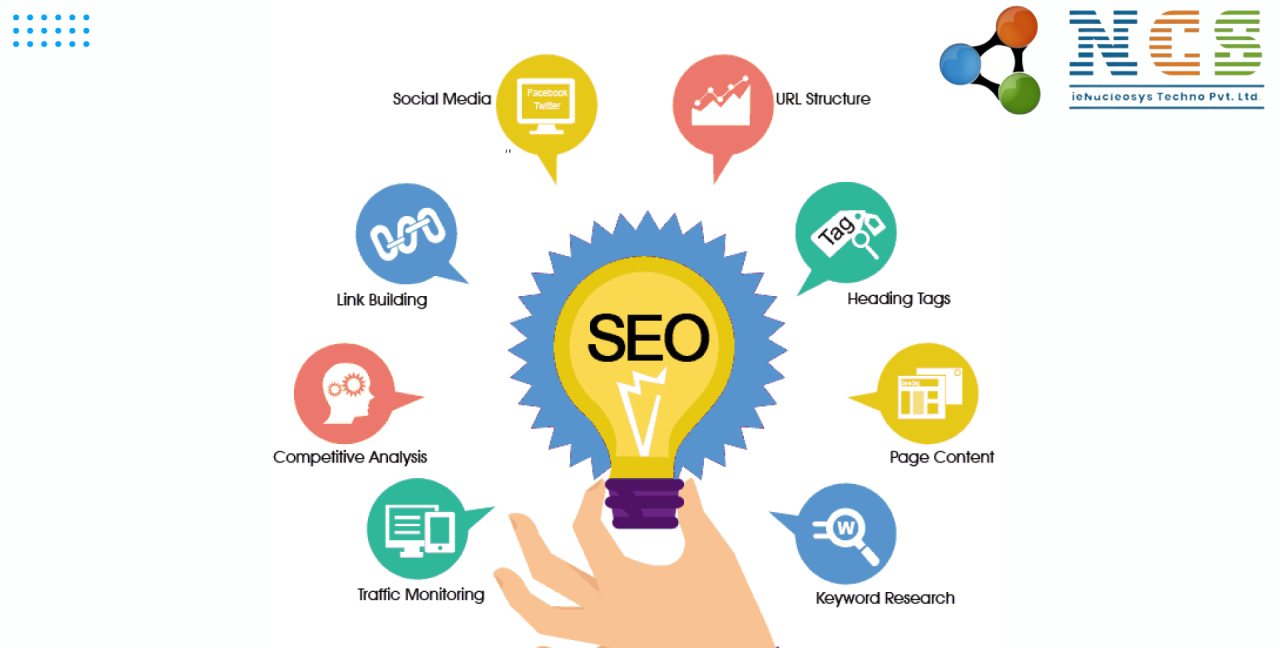 NCS
ieNucleosys Techno Pvt. Ltd
Social Media
Facebook
Twitter
URL Structure
,,
Link Building
Tag
Heading Tags
SEO
Competitive Analysis
Page Content
Traffic Monitoring
W
Keyword Research